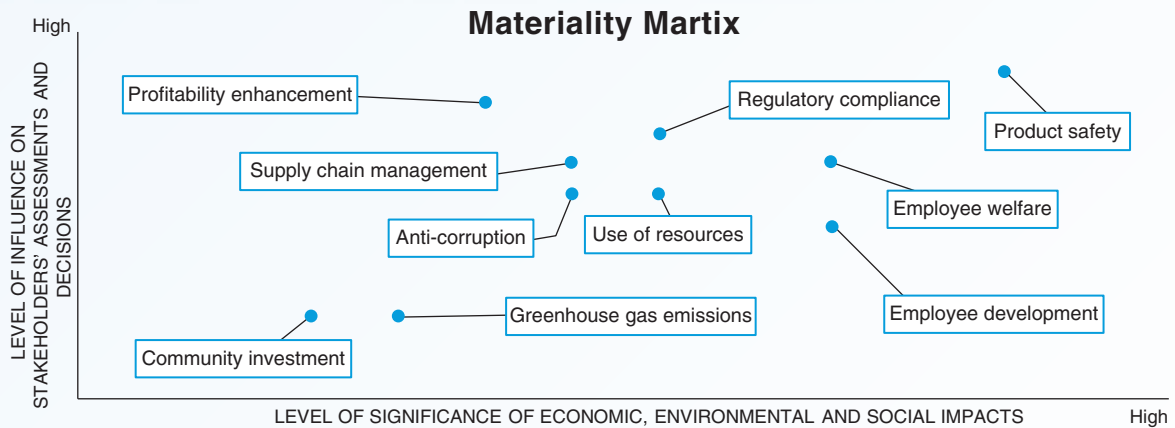 Materiality Martix
High
LEVEL OF INFLUENCE ON
STAKEHOLDERS' ASSESSMENTS AND
DECISIONS
Profitability enhancement
Regulatory compliance
Product safety
Supply chain management
Employee welfare
Anti-corruption
Use of resources
Greenhouse gas emissions
Employee development
Community investment
LEVEL OF SIGNIFICANCE OF ECONOMIC, ENVIRONMENTAL AND SOCIAL IMPACTS
High